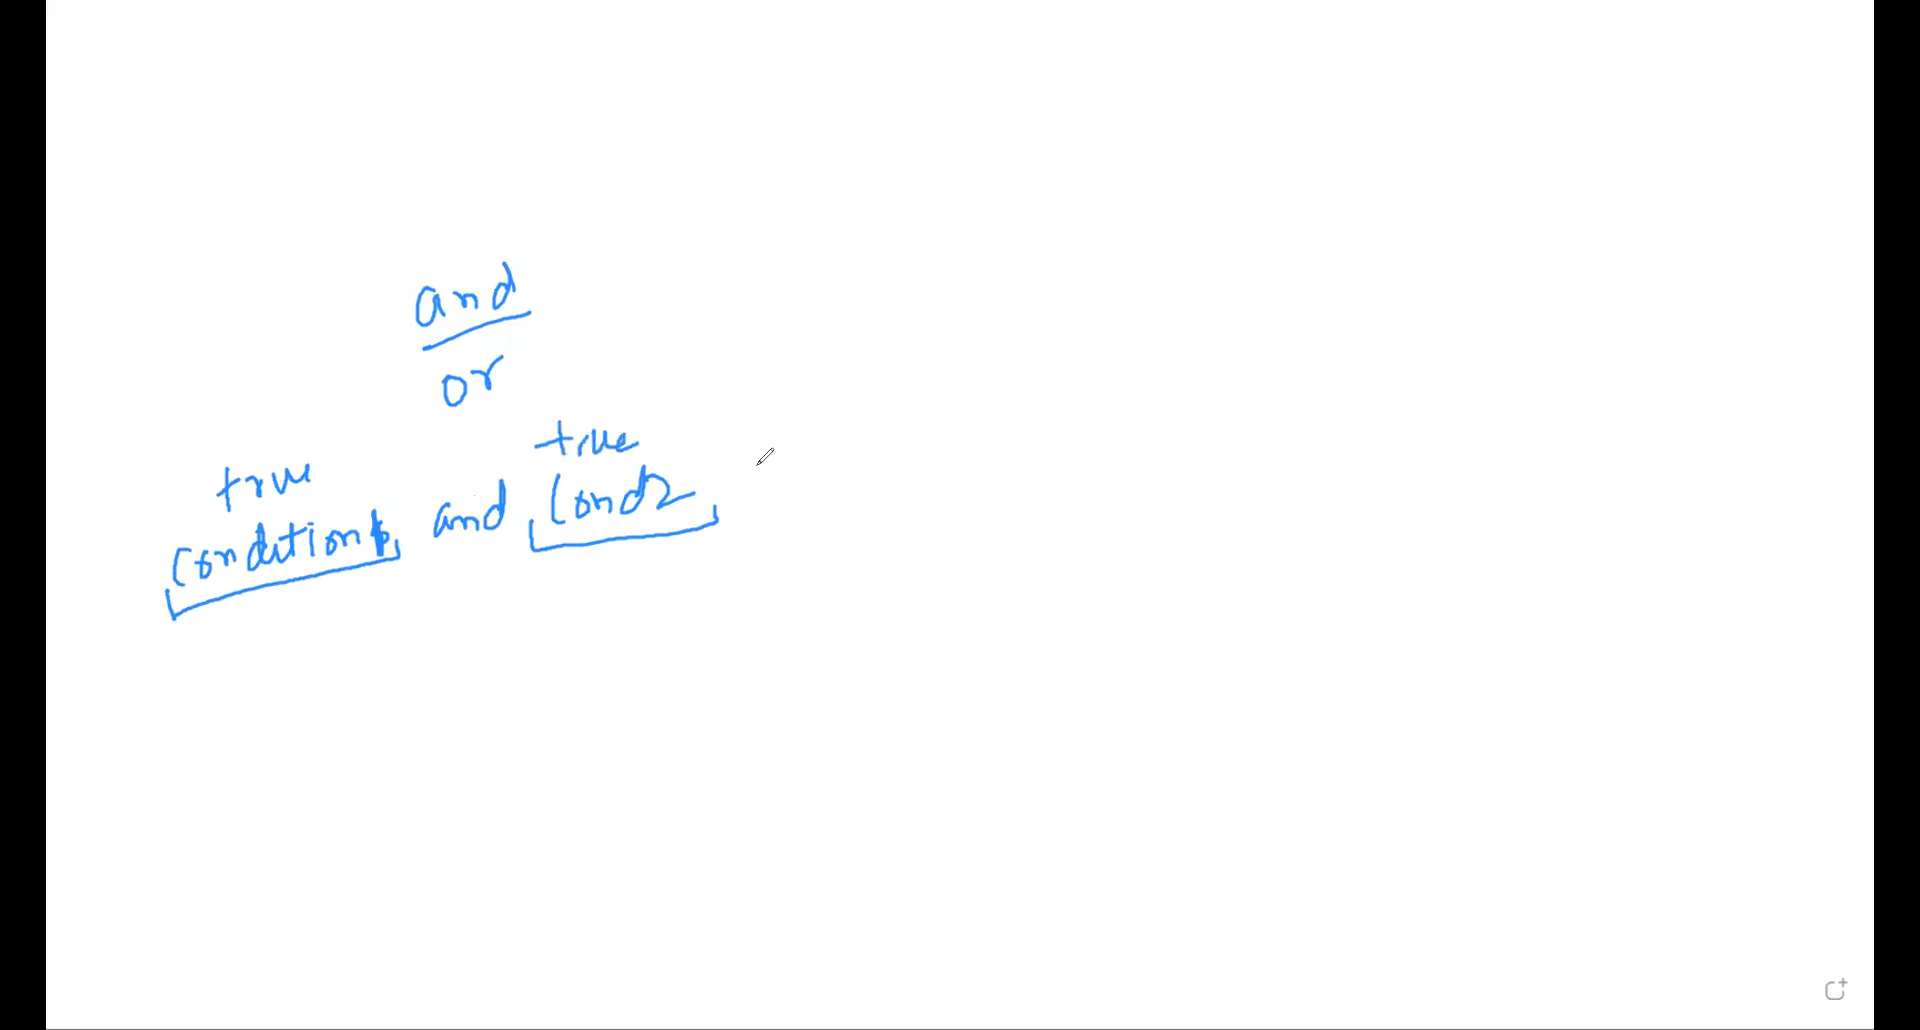 and
or
true true
condition1 and cond2